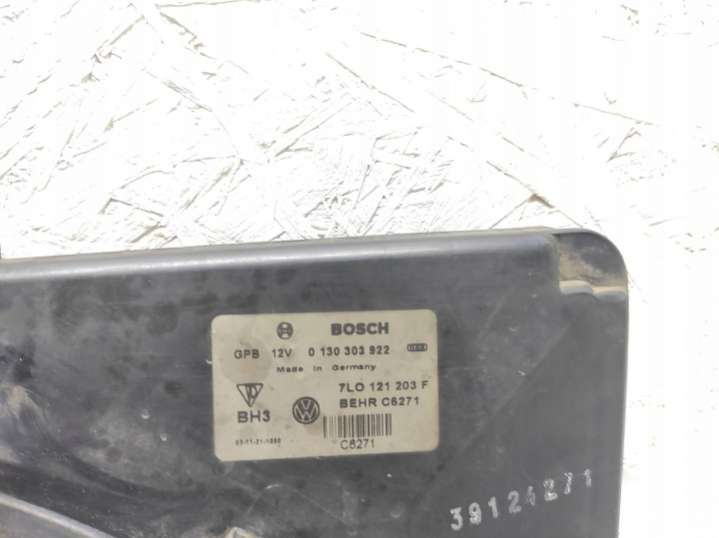 BOSCH
GPB 12V 0 130 303 922
Made in Germany
7L0 121 203 F
BH3 BEHR C6271
C6271
39124271